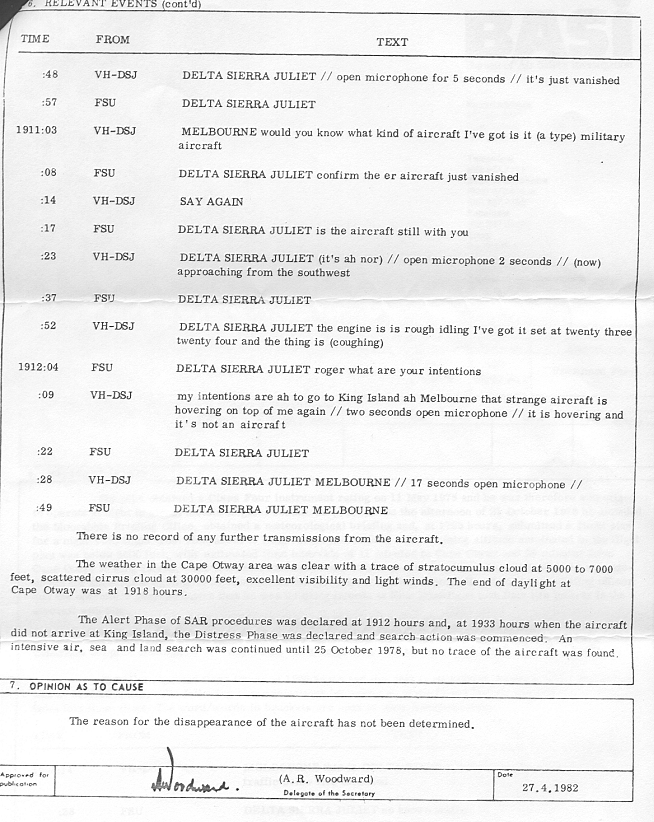 6. RELEVANT EVENTS (cont'd)
TIME FROM TEXT
:48 VH-DSJ DELTA SIERRA JULIET // open microphone for 5 seconds // it's just vanished
:57 FSU DELTA SIERRA JULIET
1911:03 VH-DSJ MELBOURNE would you know what kind of aircraft I've got is it (a type) military
aircraft
:08 FSU DELTA SIERRA JULIET confirm the er aircraft just vanished
:14 VH-DSJ SAY AGAIN
:17 FSU DELTA SIERRA JULIET is the aircraft still with you
:23 VH-DSJ DELTA SIERRA JULIET (it's ah nor) // open microphone 2 seconds // (now)
approaching from the southwest
:37 FSU DELTA SIERRA JULIET
:52 VH-DSJ DELTA SIERRA JULIET the engine is is rough idling I've got it set at twenty three
twenty four and the thing is (coughing)
1912:04 FSU DELTA SIERRA JULIET roger what are your intentions
:09 VH-DSJ my intentions are ah to go to King Island ah Melbourne that strange aircraft is
hovering on top of me again // two seconds open microphone // it is hovering and
it's not an aircraft
:22 FSU DELTA SIERRA JULIET
:28 VH-DSJ DELTA SIERRA JULIET MELBOURNE // 17 seconds open microphone //
:49 FSU DELTA SIERRA JULIET MELBOURNE
There is no record of any further transmissions from the aircraft.
The weather in the Cape Otway area was clear with a trace of stratocumulus cloud at 5000 to 7000
feet, scattered cirrus cloud at 30000 feet, excellent visibility and light winds. The end of daylight at
Cape Otway was at 1918 hours.
The Alert Phase of SAR procedures was declared at 1912 hours and, at 1933 hours when the aircraft
did not arrive at King Island, the Distress Phase was declared and search action was commenced. An
intensive air, sea and land search was continued until 25 October 1978, but no trace of the aircraft was found.
7. OPINION AS TO CAUSE
The reason for the disappearance of the aircraft has not been determined.
Approved for
publication
AWoodward.
(A.R. Woodward)
Delegate of the Secretary
Date
27.4.1982